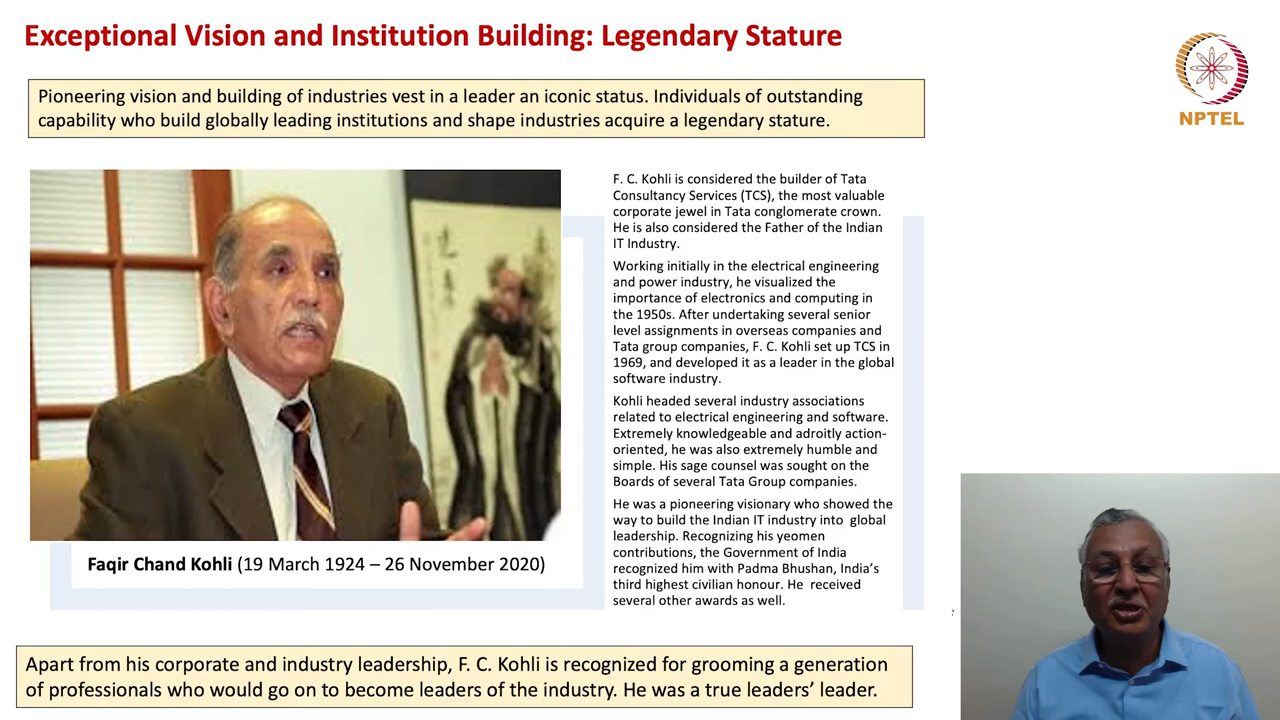 Exceptional Vision and Institution Building: Legendary Stature
NPTEL
Pioneering vision and building of industries vest in a leader an iconic status. Individuals of outstanding
capability who build globally leading institutions and shape industries acquire a legendary stature.
F. C. Kohli is considered the builder of Tata
Consultancy Services (TCS), the most valuable
corporate jewel in Tata conglomerate crown.
He is also considered the Father of the Indian
IT Industry.
Working initially in the electrical engineering
and power industry, he visualized the
importance of electronics and computing in
the 1950s. After undertaking several senior
level assignments in overseas companies and
Tata group companies, F. C. Kohli set up TCS in
1969, and developed it as a leader in the global
software industry.
Kohli headed several industry associations
related to electrical engineering and software.
Extremely knowledgeable and adroitly action-
oriented, he was also extremely humble and
simple. His sage counsel was sought on the
Boards of several Tata Group companies.
He was a pioneering visionary who showed the
way to build the Indian IT industry into global
leadership. Recognizing his yeomen
contributions, the Government of India
recognized him with Padma Bhushan, India's
third highest civilian honour. He received
several other awards as well.
Faqir Chand Kohli (19 March 1924 – 26 November 2020)
Apart from his corporate and industry leadership, F. C. Kohli is recognized for grooming a generation
of professionals who would go on to become leaders of the industry. He was a true leaders' leader.